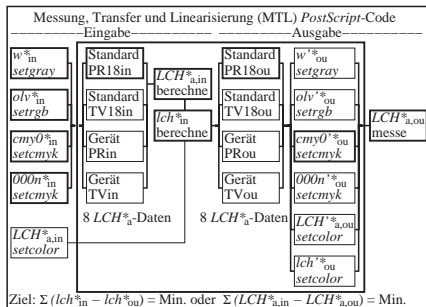 Messung, Transfer und Linearisierung (MTL) PostScript-Code
Eingabe
Ausgabe
w*in
setgray
olv*in
setrgb
cmy0*in
setcmyk
000n*in
setcmyk
LCH*a,in
setcolor
Standard
PR18in
Standard
TV18in
Gerät
PRin
Gerät
TVin
8 LCH*a-Daten
LCH*a,in
berechne
lch*in
berechne
Standard
PR18ou
Standard
TV18ou
Gerät
PRou
Gerät
TVou
8 LCH*a-Daten
w'*ou
setgray
olv'*ou
setrgb
cmy0'*ou
setcmyk
000n'*ou
setcmyk
LCH'*a,ou
setcolor
lch'*ou
setcolor
LCH*a,ou
messe
Ziel: Σ (lch*in – lch*ou) = Min. oder Σ (LCH*a,in – LCH*a,ou) = Min.